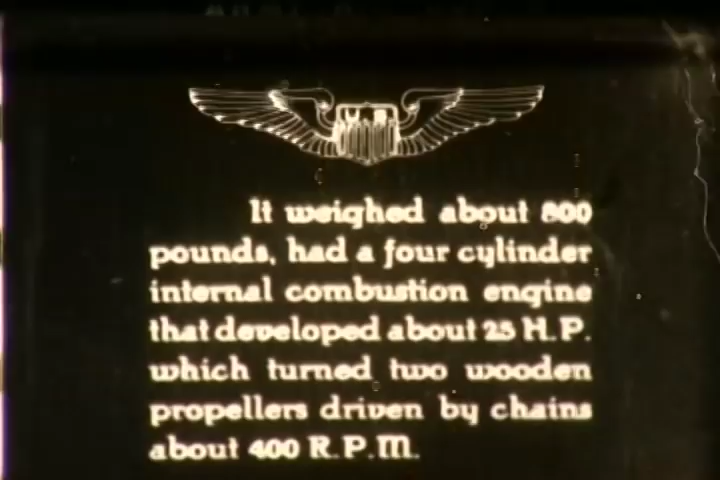 U S
It weighed about 800
pounds, had a four cylinder
internal combustion engine
that developed about 25 H.P.
which turned two wooden
propellers driven by chains
about 400 R.P.M.